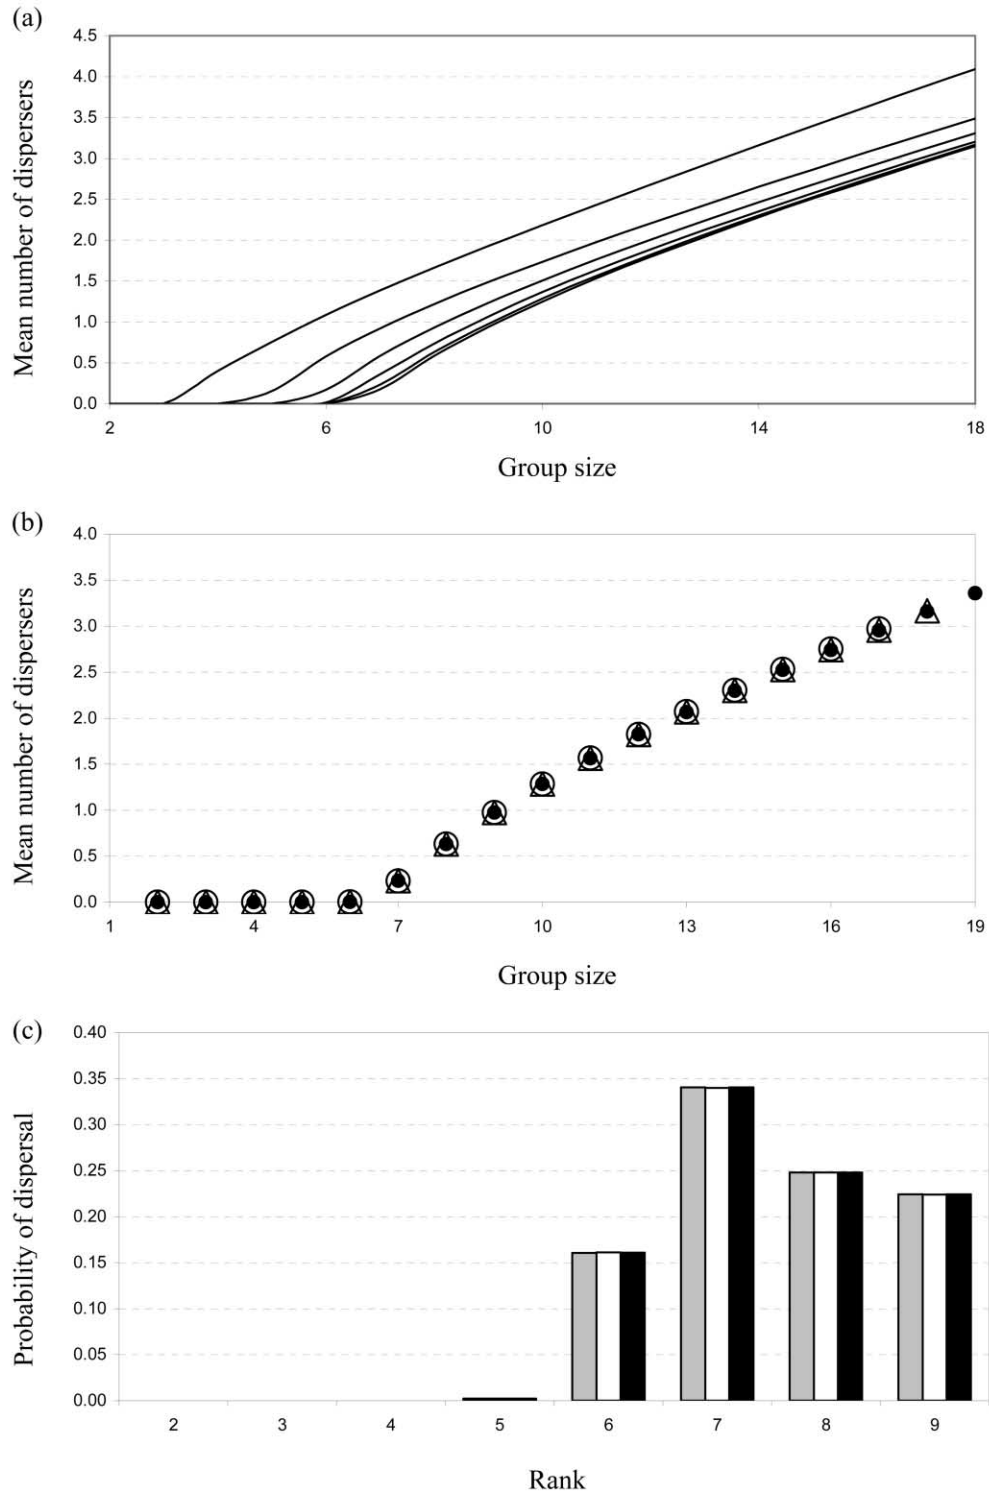 (a)
Mean number of dispersers
4.5
4.0
3.5
3.0
2.5
2.0
1.5
1.0
0.5
0.0
2 6 10 14 18
Group size
(b)
Mean number of dispersers
4.0
3.5
3.0
2.5
2.0
1.5
1.0
0.5
0.0
1 4 7 10 13 16 19
Group size
(c)
Probability of dispersal
0.40
0.35
0.30
0.25
0.20
0.15
0.10
0.05
0.00
2 3 4 5 6 7 8 9
Rank